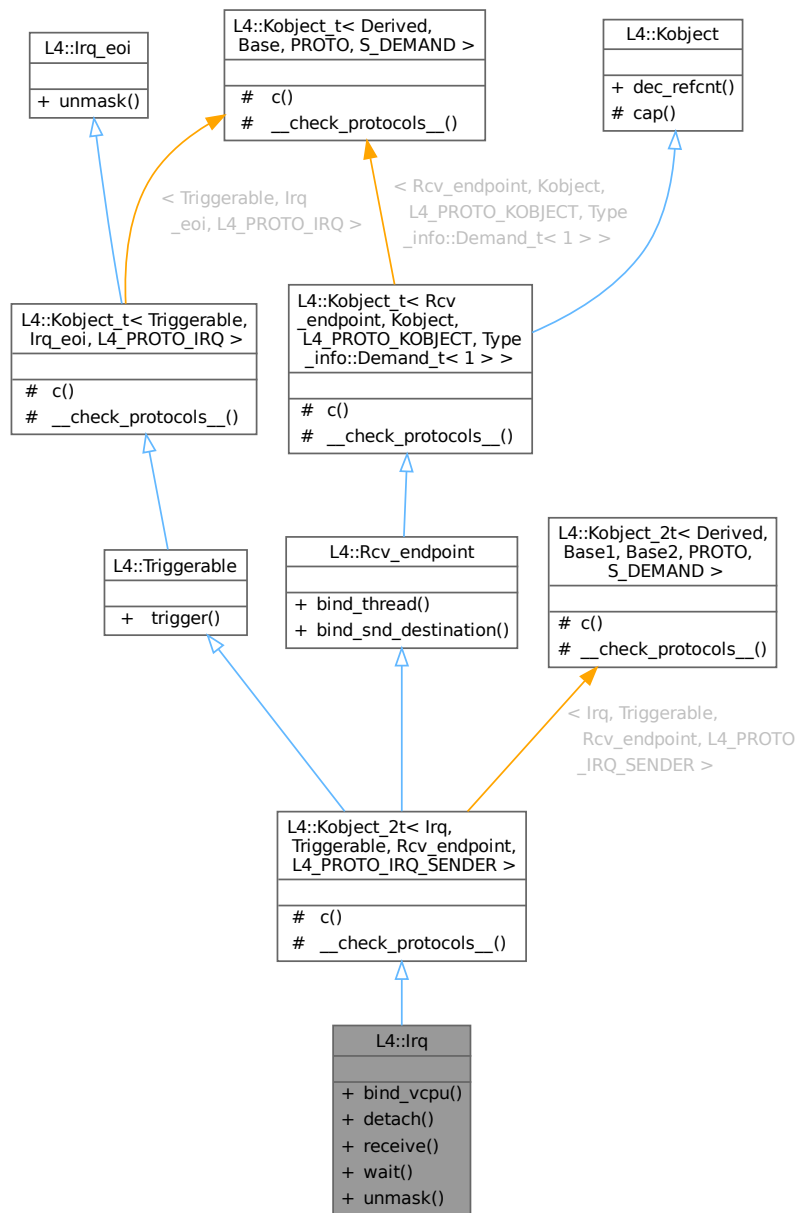 L4::Irq_eoi
+ unmask()
L4::Kobject_t< Derived,
Base, PROTO, S_DEMAND >
# c()
# __check_protocols__()
L4::Kobject
+ dec_refcnt()
# cap()
< Triggerable, Irq
_eoi, L4_PROTO_IRQ >
< Rcv_endpoint, Kobject,
L4_PROTO_KOBJECT, Type
_info::Demand_t< 1 > >
L4::Kobject_t< Triggerable,
Irq_eoi, L4_PROTO_IRQ >
# c()
# __check_protocols__()
L4::Kobject_t< Rcv
_endpoint, Kobject,
L4_PROTO_KOBJECT, Type
_info::Demand_t< 1 > >
# c()
# __check_protocols__()
L4::Triggerable
+ trigger()
L4::Rcv_endpoint
+ bind_thread()
+ bind_snd_destination()
L4::Kobject_2t< Derived,
Base1, Base2, PROTO,
S_DEMAND >
# c()
# __check_protocols__()
< Irq, Triggerable,
Rcv_endpoint, L4_PROTO
_IRQ_SENDER >
L4::Kobject_2t< Irq,
Triggerable, Rcv_endpoint,
L4_PROTO_IRQ_SENDER >
# c()
# __check_protocols__()
L4::Irq
+ bind_vcpu()
+ detach()
+ receive()
+ wait()
+ unmask()